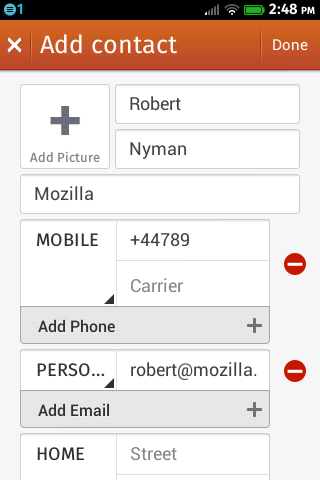 1 2:48 PM
Add contact Done
Robert
Add Picture
Nyman
Mozilla
MOBILE +44789
Carrier
Add Phone
PERSO... robert@mozilla.
Add Email
HOME Street